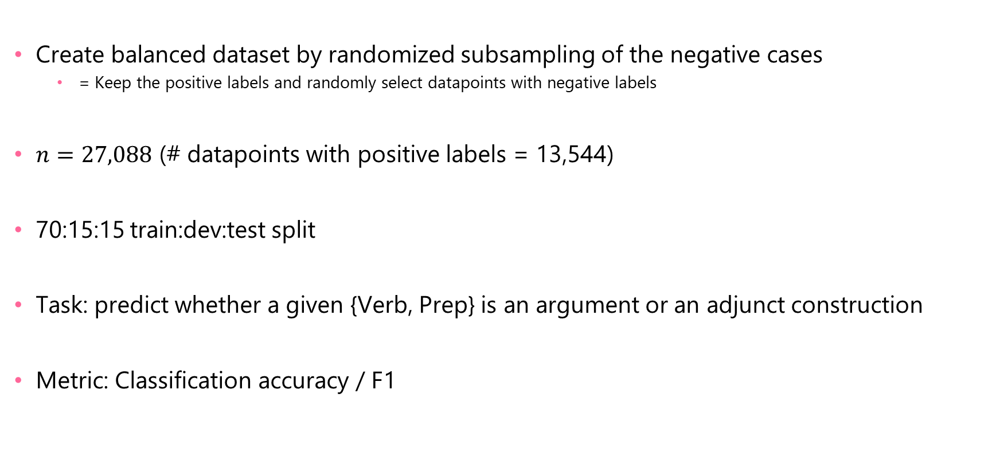 • Create balanced dataset by randomized subsampling of the negative cases
• = Keep the positive labels and randomly select datapoints with negative labels
• n = 27,088 (# datapoints with positive labels = 13,544)
• 70:15:15 train:dev:test split
• Task: predict whether a given {Verb, Prep} is an argument or an adjunct construction
• Metric: Classification accuracy / F1